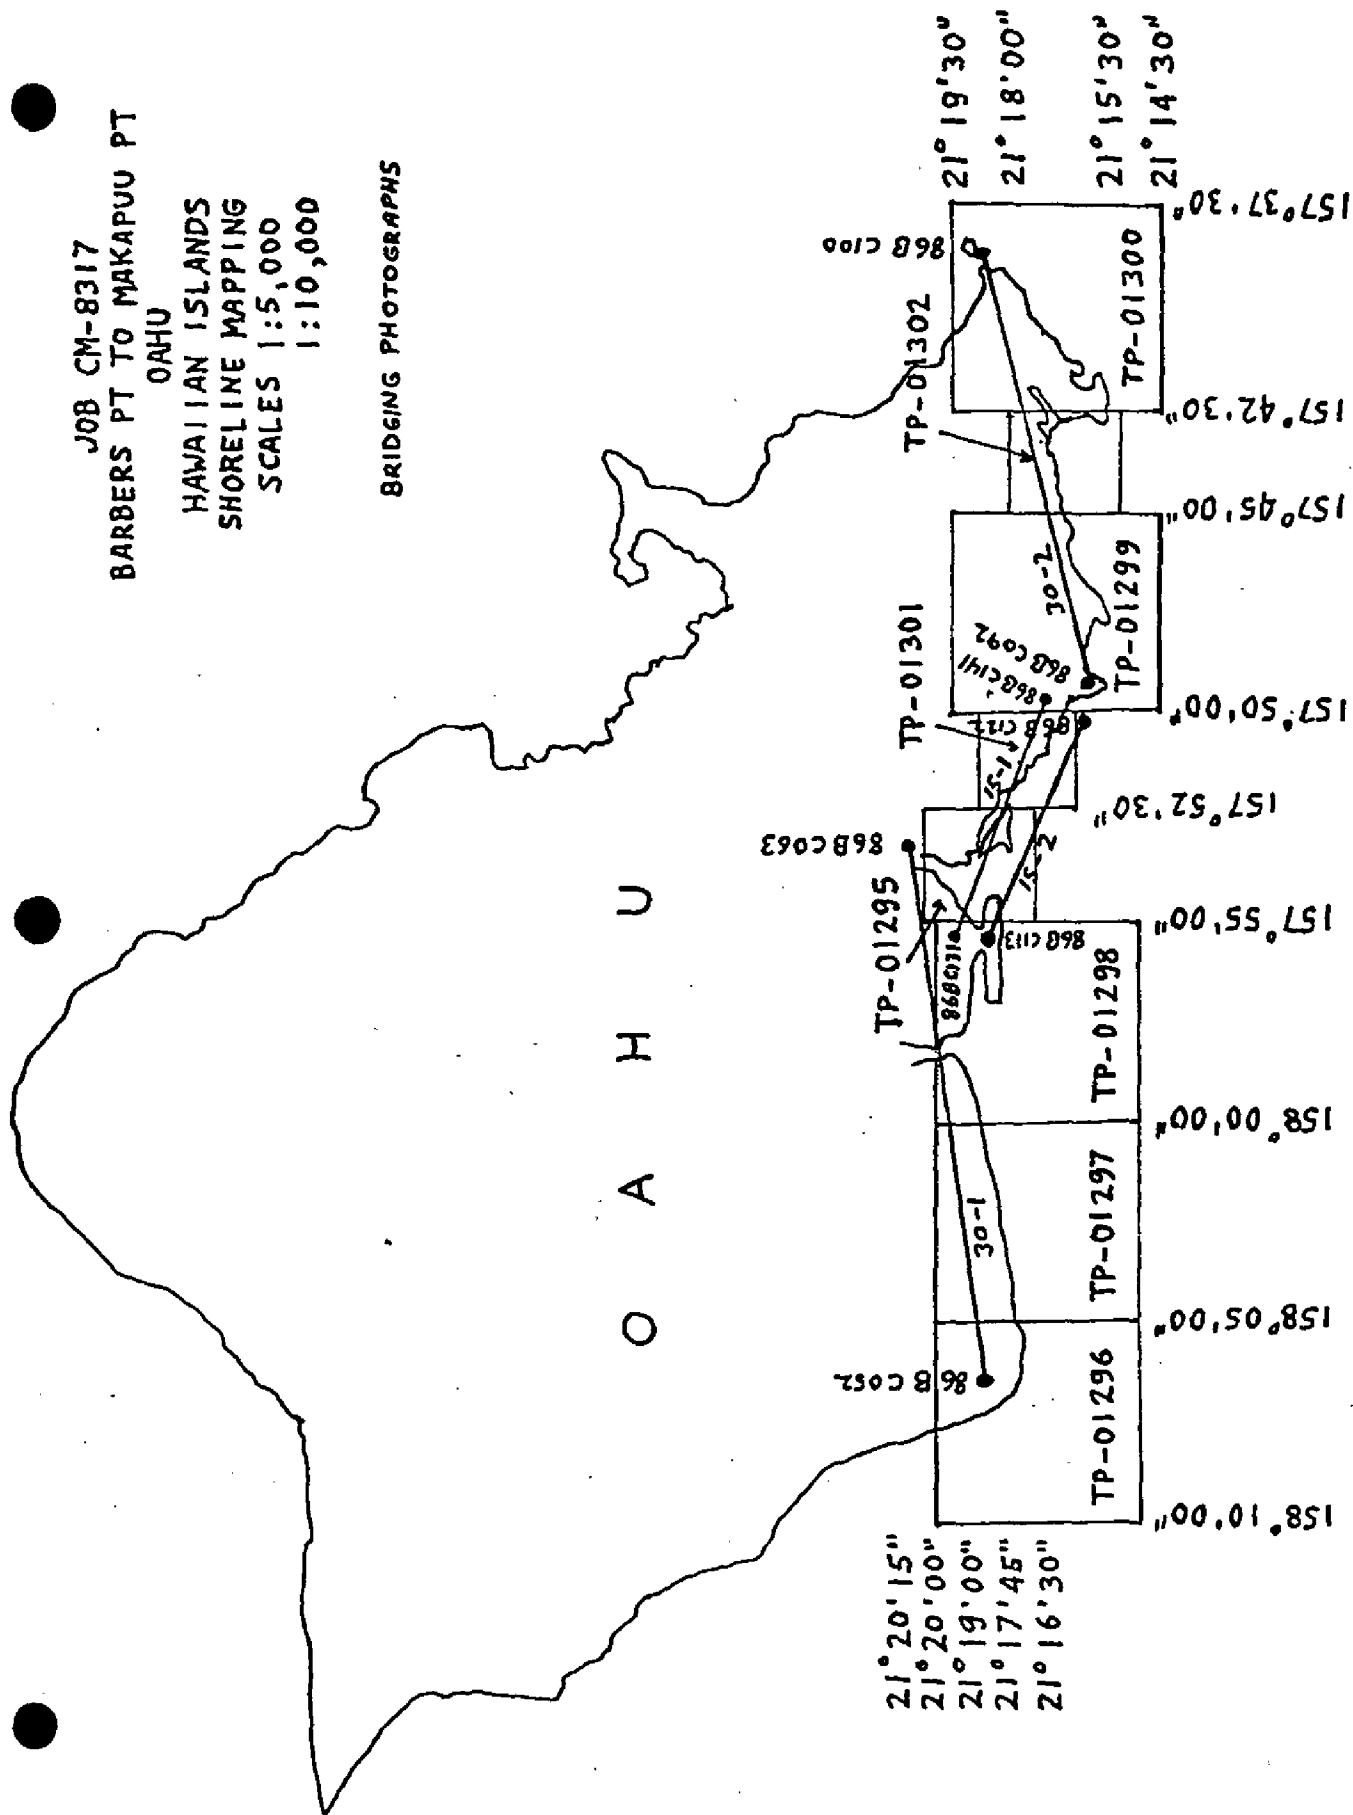 JOB CM-8317
BARBERS PT TO MAKAPUU PT
OAHU
HAWAIIAN ISLANDS
SHORELINE MAPPING
SCALES 1:5,000
1:10,000
BRIDGING PHOTOGRAPHS
OAHU
21°20'15"
21°20'00"
21°19'00"
21°17'45"
21°16'30"
21°19'30"
21°18'00"
21°15'30"
21°14'30"
158°10'00"
158°05'00"
158°00'00"
157°55'00"
157°52'30"
157°50'00"
157°45'00"
157°42'30"
157°37'30"
TP-01296
TP-01297
TP-01298
TP-01295
TP-01301
TP-01299
TP-01302
TP-01300
86B C052
30-1
86B C063
86B C131
86B C113
15-1
15-2
86B C122
86B C141
86B C092
30-2
86B C100